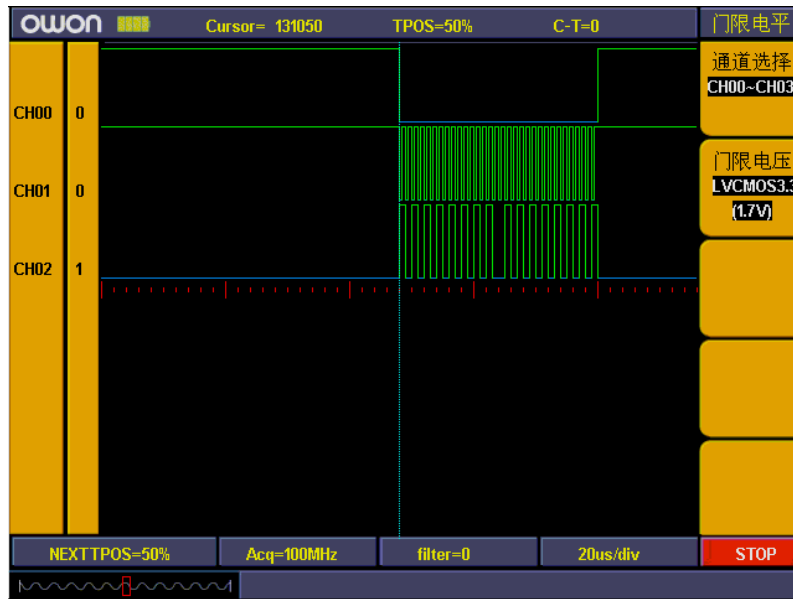 OWON Cursor= 131050 TPOS=50% C-T=0 门限电平
通道选择
CH00~CH03
CH00 0
门限电压
CH01 0 LVCMOS3.3
(1.7V)
CH02 1
NEXTTPOS=50% Acq=100MHz filter=0 20us/div STOP